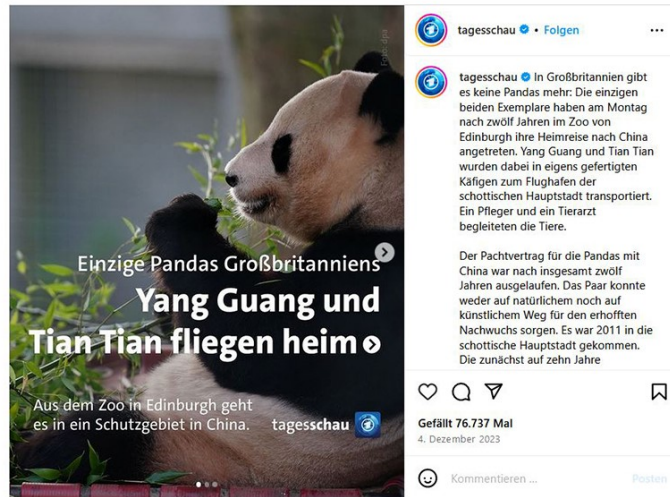 Foto: dpa
Einzige Pandas Großbritanniens
Yang Guang und
Tian Tian fliegen heim
Aus dem Zoo in Edinburgh geht
es in ein Schutzgebiet in China.
tagesschau
tagesschau • Folgen
tagesschau In Großbritannien gibt
es keine Pandas mehr: Die einzigen
beiden Exemplare haben am Montag
nach zwölf Jahren im Zoo von
Edinburgh ihre Heimreise nach China
angetreten. Yang Guang und Tian Tian
wurden dabei in eigens gefertigten
Käfigen zum Flughafen der
schottischen Hauptstadt transportiert.
Ein Pfleger und ein Tierarzt
begleiteten die Tiere.
Der Pachtvertrag für die Pandas mit
China war nach insgesamt zwölf
Jahren ausgelaufen. Das Paar konnte
weder auf natürlichem noch auf
künstlichem Weg für den erhofften
Nachwuchs sorgen. Es war 2011 in die
schottische Hauptstadt gekommen.
Die zunächst auf zehn Jahre
Gefällt 76.737 Mal
4. Dezember 2023
Kommentieren ...
Posten